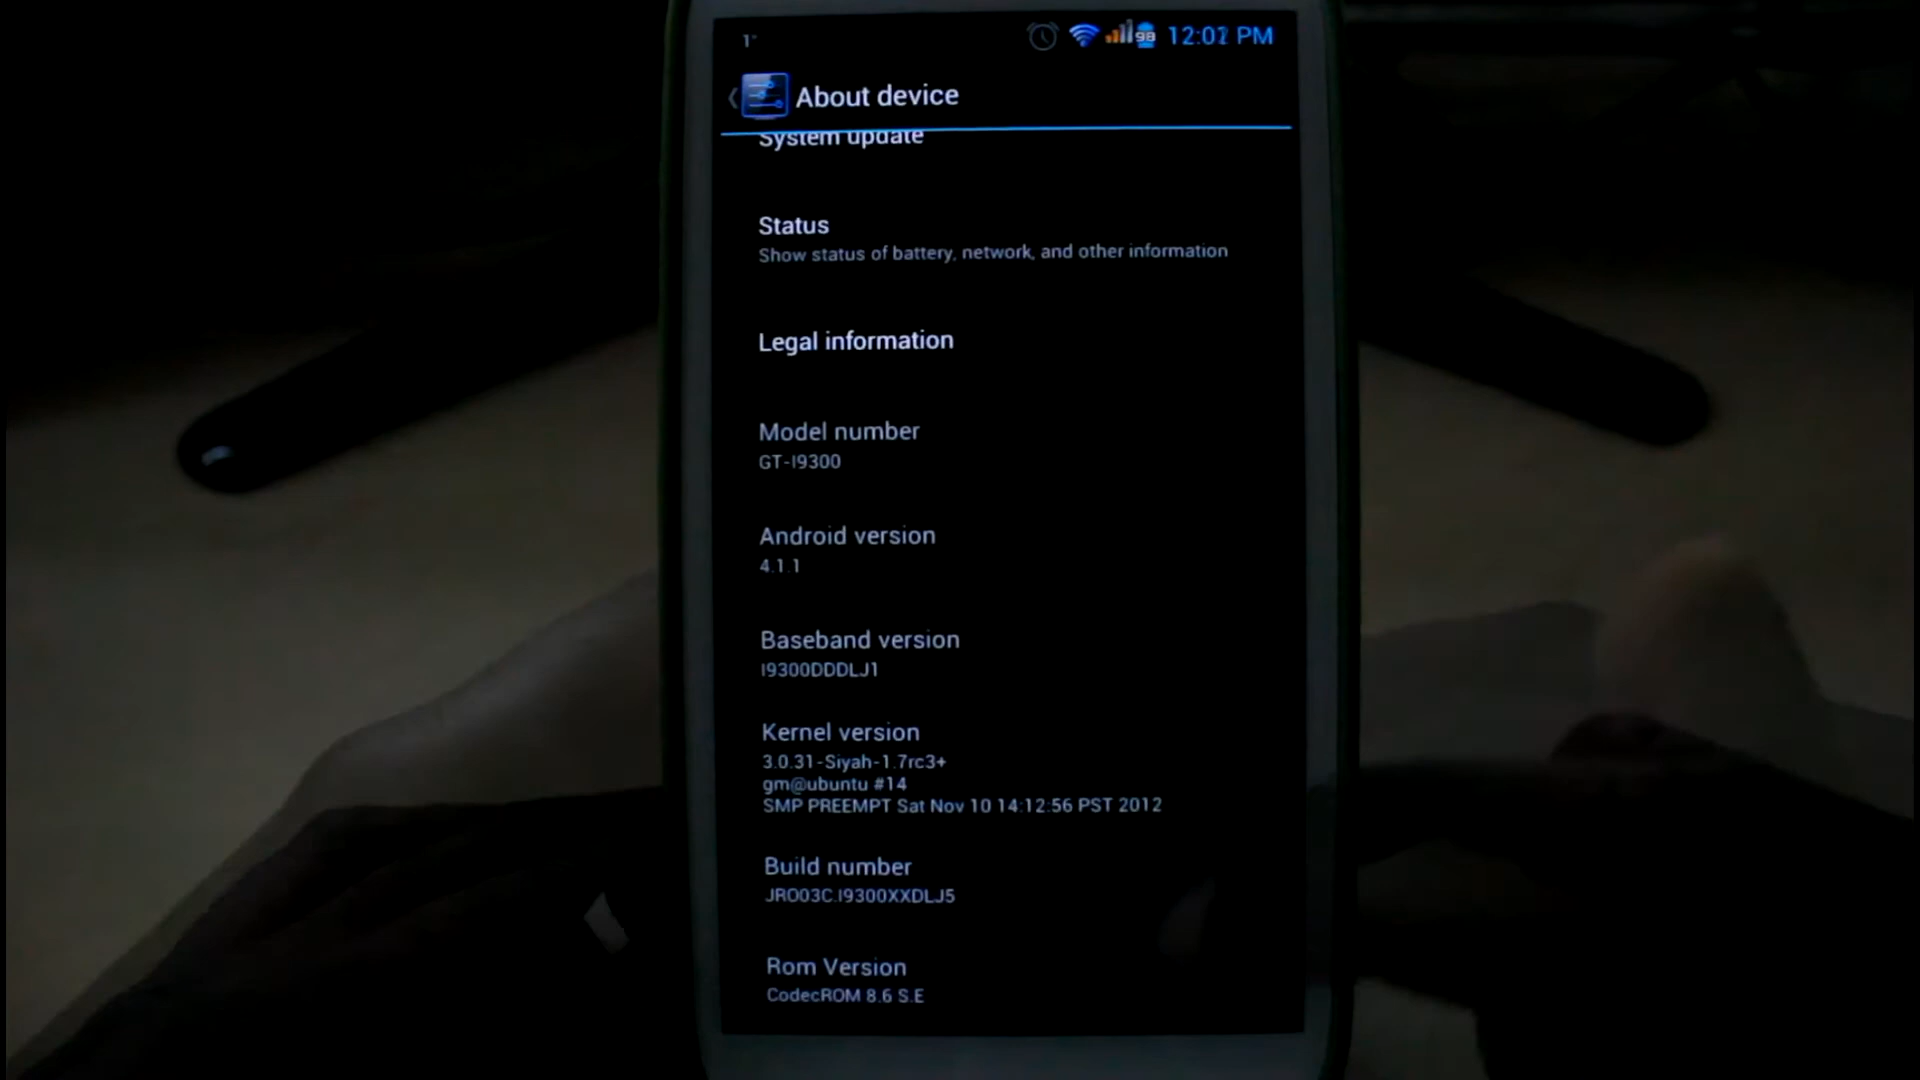 98 12:02 PM
About device
System update
Status
Show status of battery, network, and other information
Legal information
Model number
GT-I9300
Android version
4.1.1
Baseband version
I9300DDDLJ1
Kernel version
3.0.31-Siyah-1.7rc3+
gm@ubuntu #14
SMP PREEMPT Sat Nov 10 14:12:56 PST 2012
Build number
JRO03C.I9300XXDLJ5
Rom Version
CodecROM 8.6 S.E